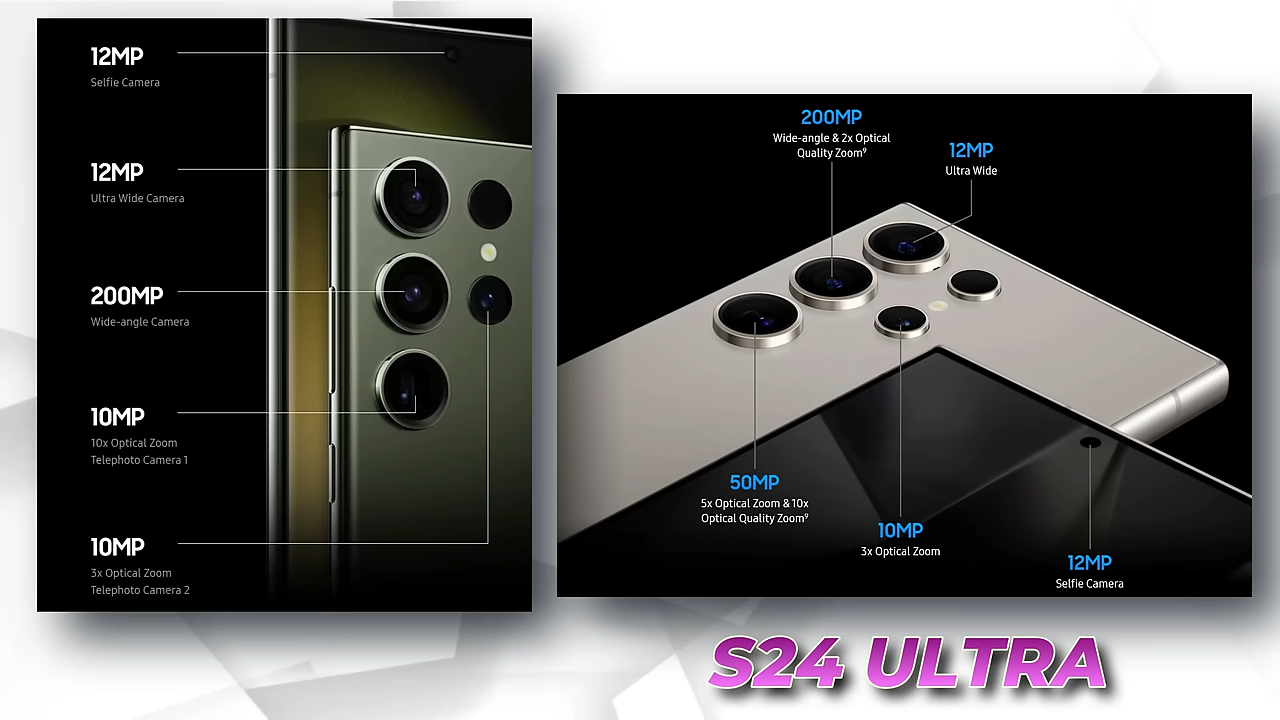 12MP
Selfie Camera
12MP
Ultra Wide Camera
200MP
Wide-angle Camera
10MP
10x Optical Zoom
Telephoto Camera 1
10MP
3x Optical Zoom
Telephoto Camera 2
200MP
Wide-angle & 2x Optical
Quality Zoom⁹
12MP
Ultra Wide
50MP
5x Optical Zoom & 10x
Optical Quality Zoom⁹
10MP
3x Optical Zoom
12MP
Selfie Camera
S24 ULTRA